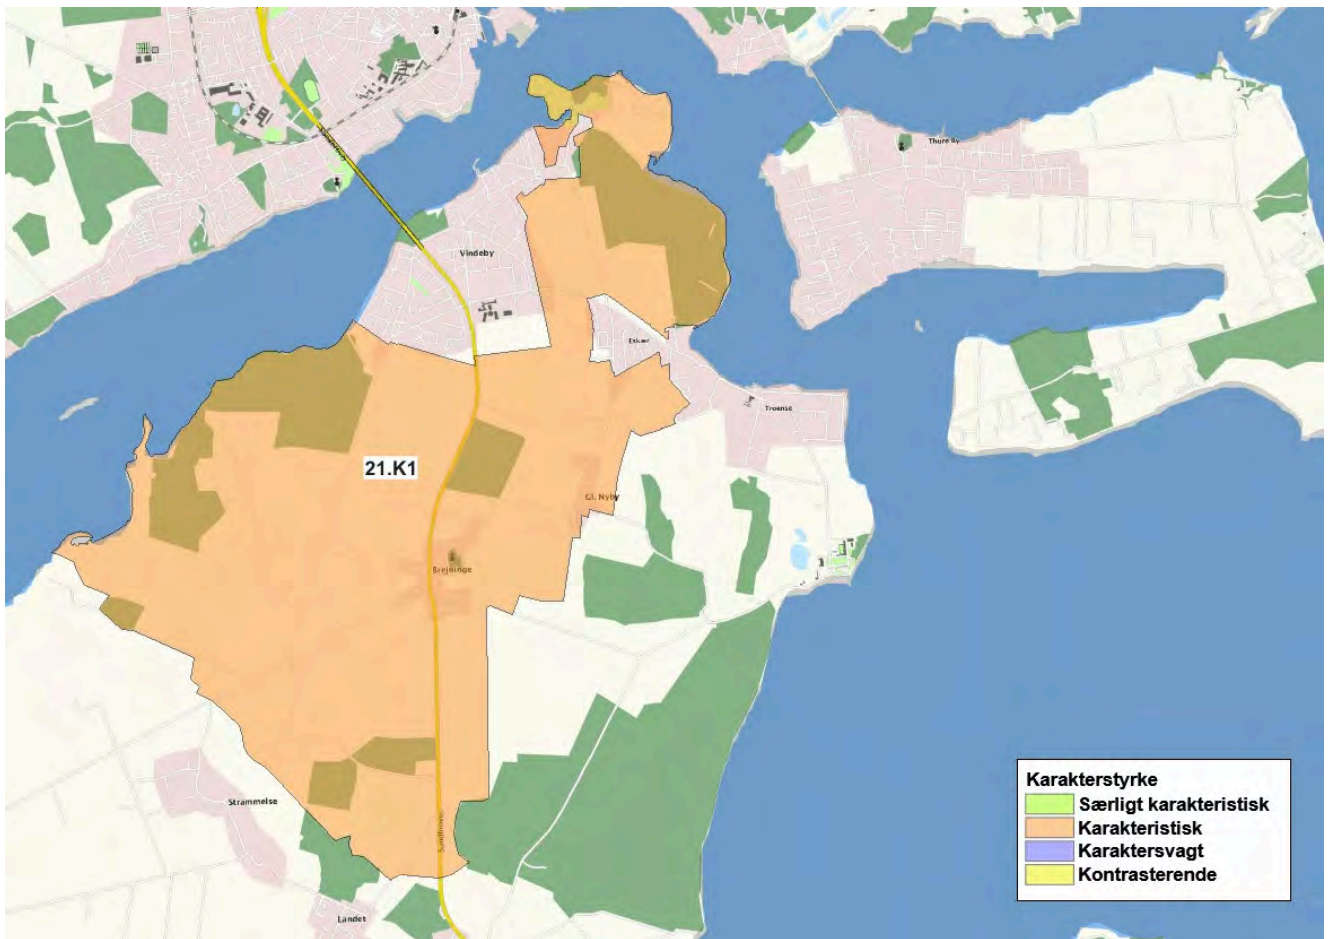 Thurø By
Vindeby
Eskær
Troense
21.K1
Gl. Nyby
Brejninge
Strammelse
Landet
Karakterstyrke
Særligt karakteristisk
Karakteristisk
Karaktersvagt
Kontrasterende